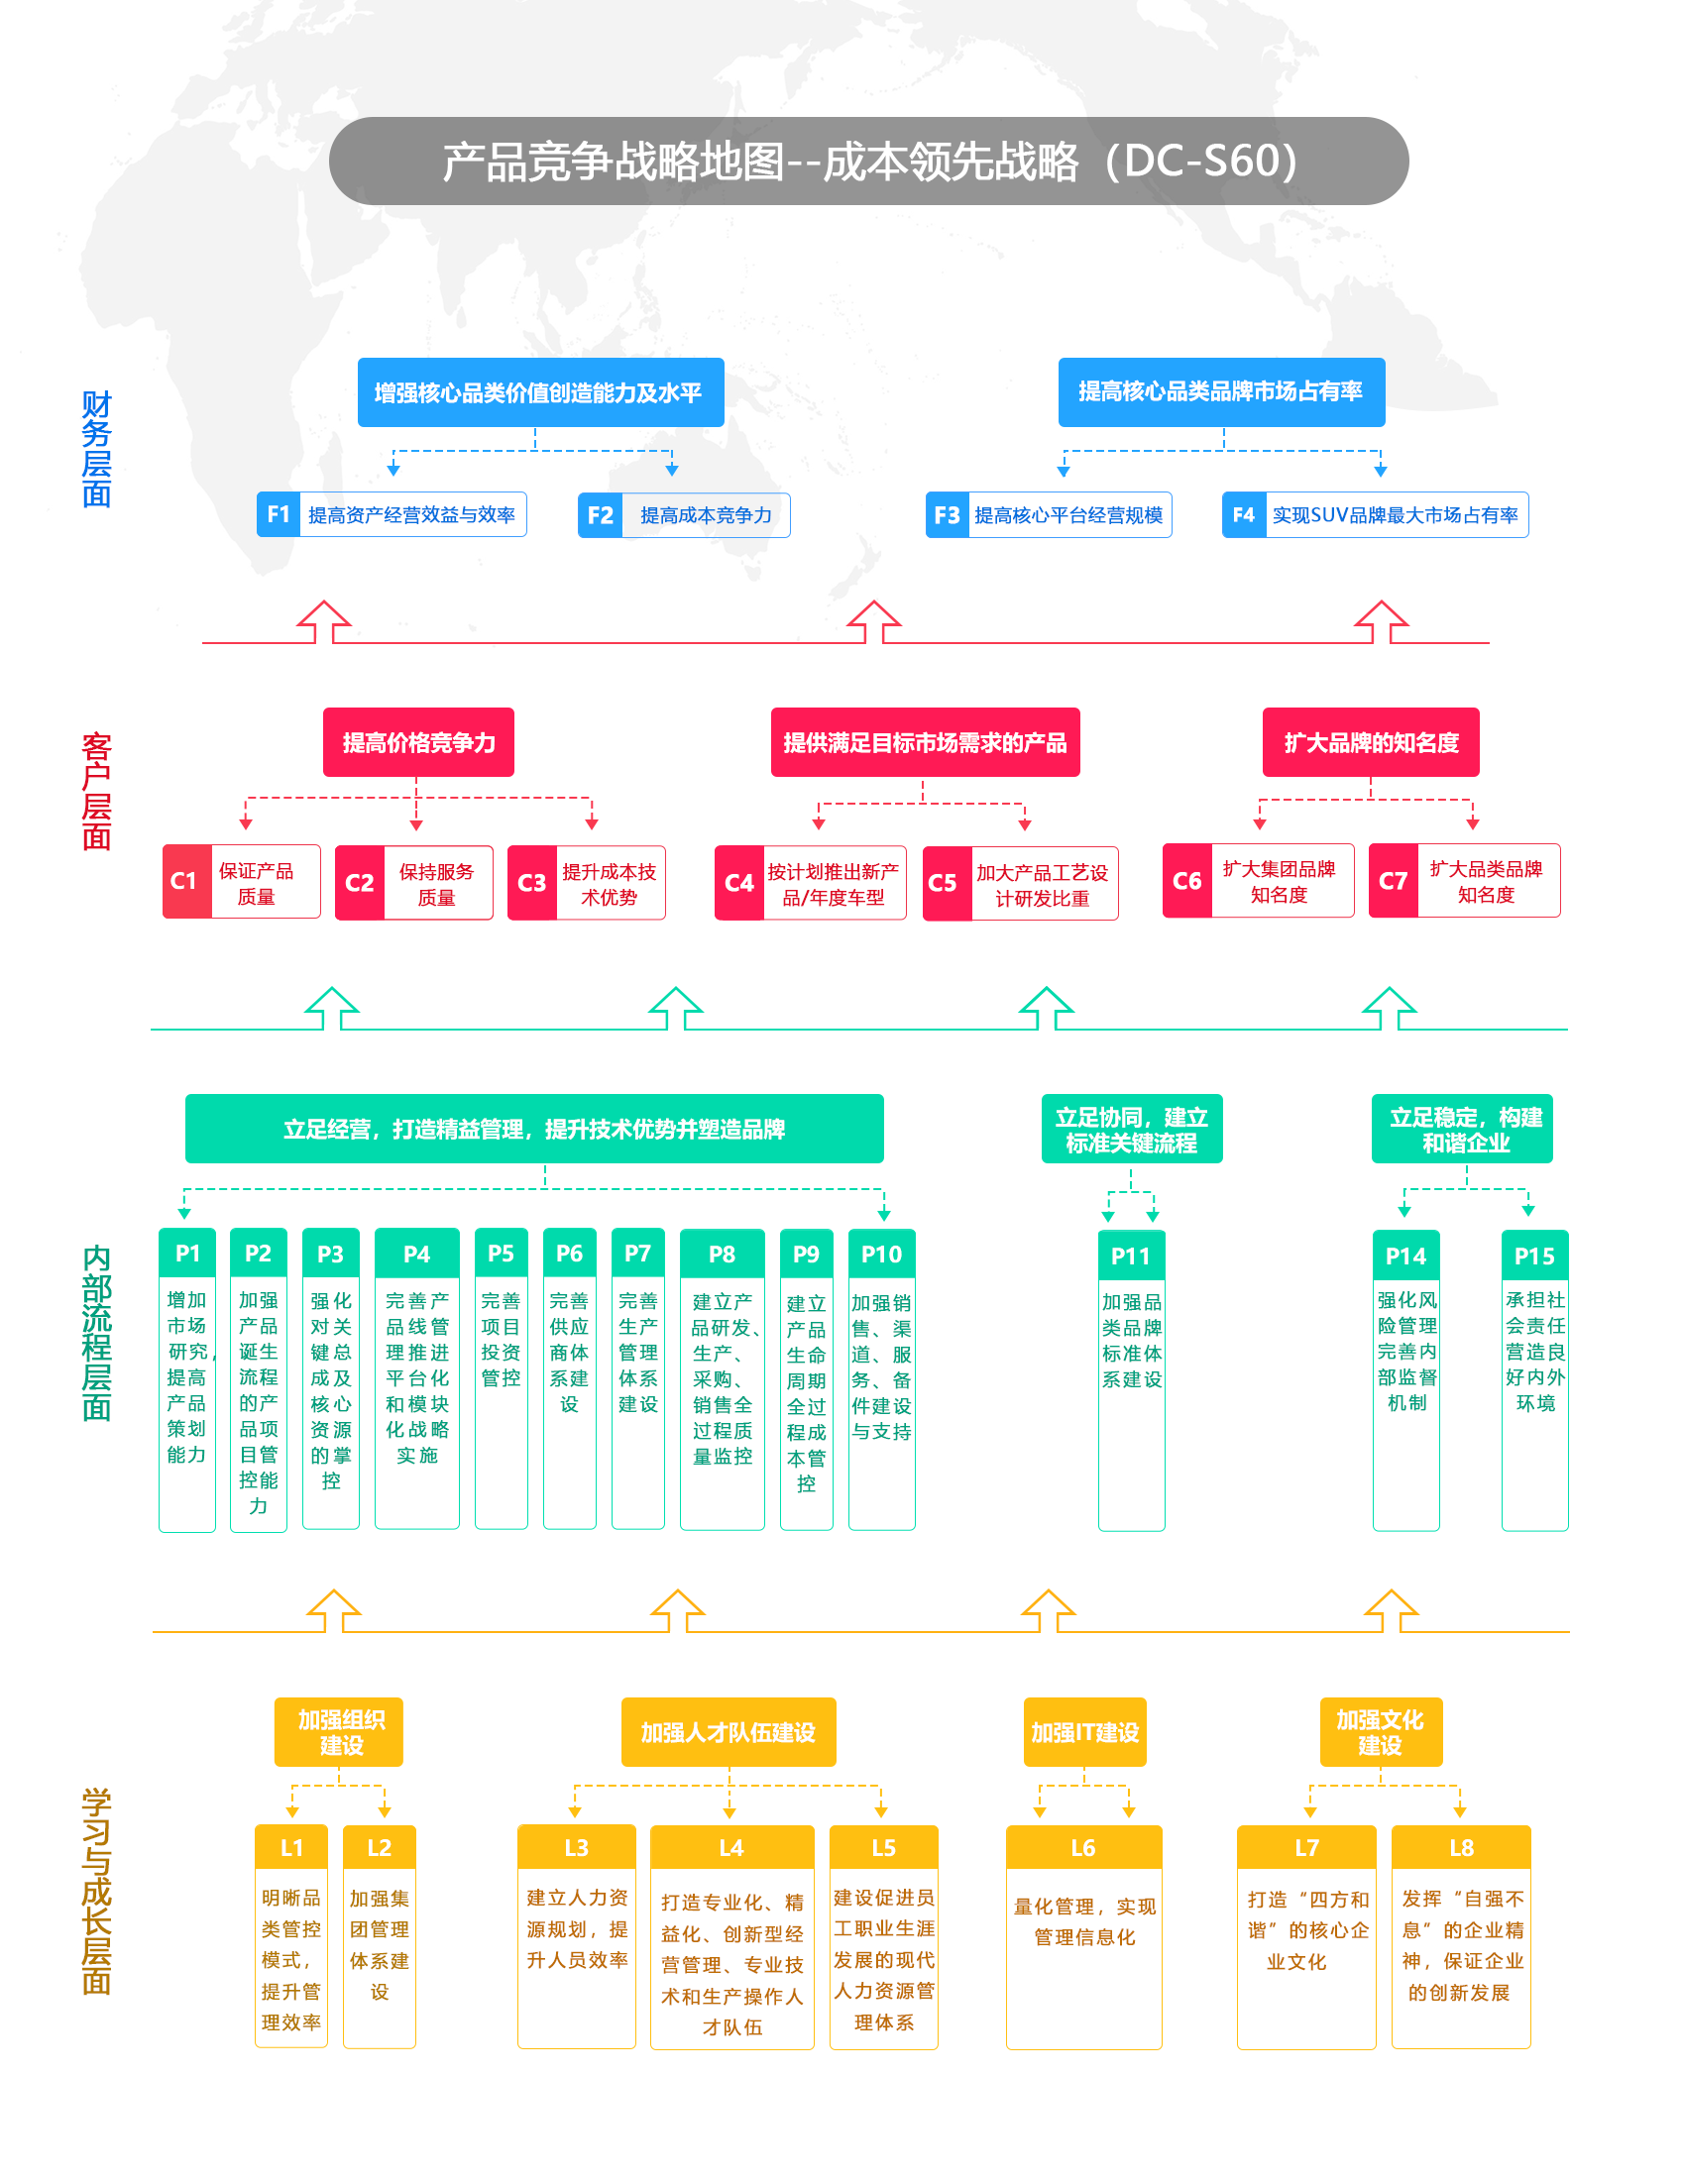 产品竞争战略地图--成本领先战略（DC-S60）
财务层面
增强核心品类价值创造能力及水平
提高核心品类品牌市场占有率
F1
提高资产经营效益与效率
F2
提高成本竞争力
F3
提高核心平台经营规模
F4
实现SUV品牌最大市场占有率
客户层面
提高价格竞争力
提供满足目标市场需求的产品
扩大品牌的知名度
C1
保证产品
质量
C2
保持服务
质量
C3
提升成本技
术优势
C4
按计划推出新产
品/年度车型
C5
加大产品工艺设
计研发比重
C6
扩大集团品牌
知名度
C7
扩大品类品牌
知名度
内部流程层面
立足经营，打造精益管理，提升技术优势并塑造品牌
立足协同，建立
标准关键流程
立足稳定，构建
和谐企业
P1
增加
市场
研究，
提高
产品
策划
能力
P2
加强
产品
诞生
流程
的产
品项
目管
控能
力
P3
强化
对关
键总
成及
核心
资源
的掌
控
P4
完善产
品线管
理推进
平台化
和模块
化战略
实施
P5
完善
项目
投资
管控
P6
完善
供应
商体
系建
设
P7
完善
生产
管理
体系
建设
P8
建立产
品研发、
生产、
采购、
销售全
过程质
量监控
P9
建立
产品
生命
周期
全过
程成
本管
控
P10
加强销
售、渠
道、服
务、备
件建设
与支持
P11
加强品
类品牌
标准体
系建设
P14
强化风
险管理
完善内
部监督
机制
P15
承担社
会责任
营造良
好内外
环境
学习与成长层面
加强组织
建设
加强人才队伍建设
加强IT建设
加强文化
建设
L1
明晰品
类管控
模式，
提升管
理效率
L2
加强集
团管理
体系建
设
L3
建立人力资
源规划，提
升人员效率
L4
打造专业化、精
益化、创新型经
营管理、专业技
术和生产操作人
才队伍
L5
建设促进员
工职业生涯
发展的现代
人力资源管
理体系
L6
量化管理，实现
管理信息化
L7
打造“四方和
谐”的核心企
业文化
L8
发挥“自强不
息”的企业精
神，保证企业
的创新发展